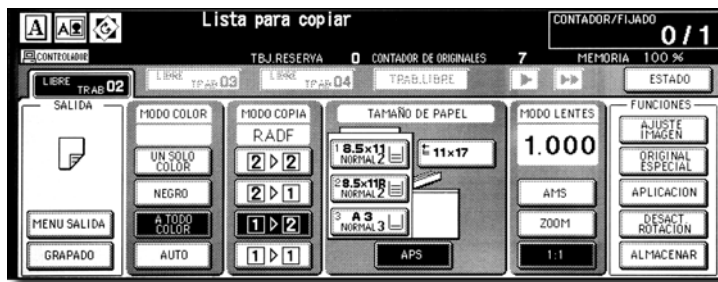 A A G
Lista para copiar
CONTADOR/FIJADO
0 / 1
CONTROLADOR
TBJ.RESERVA 0 CONTADOR DE ORIGINALES 7 MEMORIA 100 %
LIBRE TRAB 02
LIBRE TRAB 03
LIBRE TRAB 04
TRAB.LIBRE
ESTADO
SALIDA
MENU SALIDA
GRAPADO
MODO COLOR
UN SOLO
COLOR
NEGRO
A TODO
COLOR
AUTO
MODO COPIA
RADF
2 ▷ 2
2 ▷ 1
1 ▷ 2
1 ▷ 1
TAMAÑO DE PAPEL
1 8.5x11
NORMAL 2
11x17
2 8.5x11R
NORMAL 2
3 A 3
NORMAL 3
APS
MODO LENTES
1.000
AMS
ZOOM
1:1
FUNCIONES
AJUSTE
IMAGEN
ORIGINAL
ESPECIAL
APLICACION
DESACT.
ROTACION
ALMACENAR